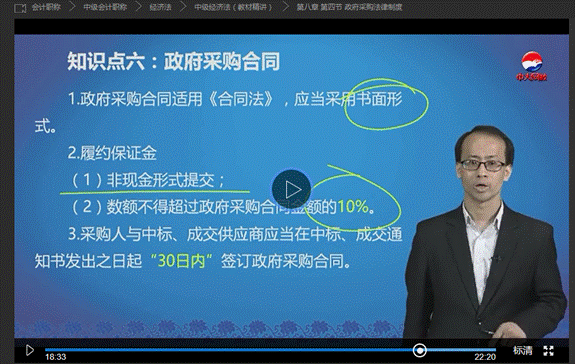 会计职称 > 中级会计职称 > 经济法 > 中级经济法（教材精讲） > 第八章 第四节 政府采购法律制度
知识点六：政府采购合同
1.政府采购合同适用《合同法》，应当采用书面形
式。
2.履约保证金
（1）非现金形式提交；
（2）数额不得超过政府采购合同金额的10%。
3.采购人与中标、成交供应商应当在中标、成交通
知书发出之日起“30日内”签订政府采购合同。
18:33
22:20
标清